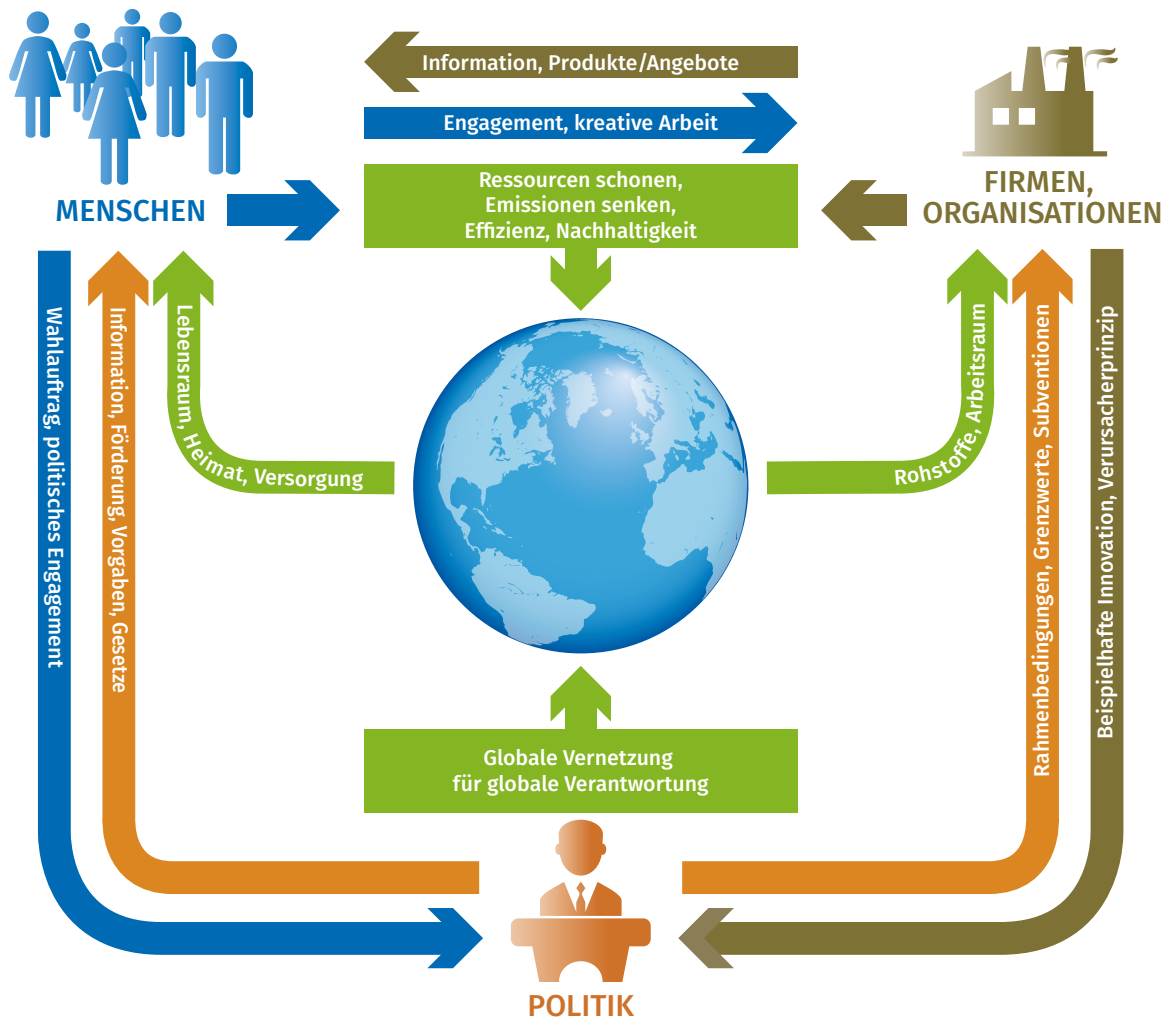 Information, Produkte/Angebote
Engagement, kreative Arbeit
Ressourcen schonen,
Emissionen senken,
Effizienz, Nachhaltigkeit
MENSCHEN
FIRMEN,
ORGANISATIONEN
Wahlauftrag, politisches Engagement
Information, Förderung, Vorgaben, Gesetze
Lebensraum, Heimat, Versorgung
Rohstoffe, Arbeitsraum
Rahmenbedingungen, Grenzwerte, Subventionen
Beispielhafte Innovation, Verursacherprinzip
Globale Vernetzung
für globale Verantwortung
POLITIK